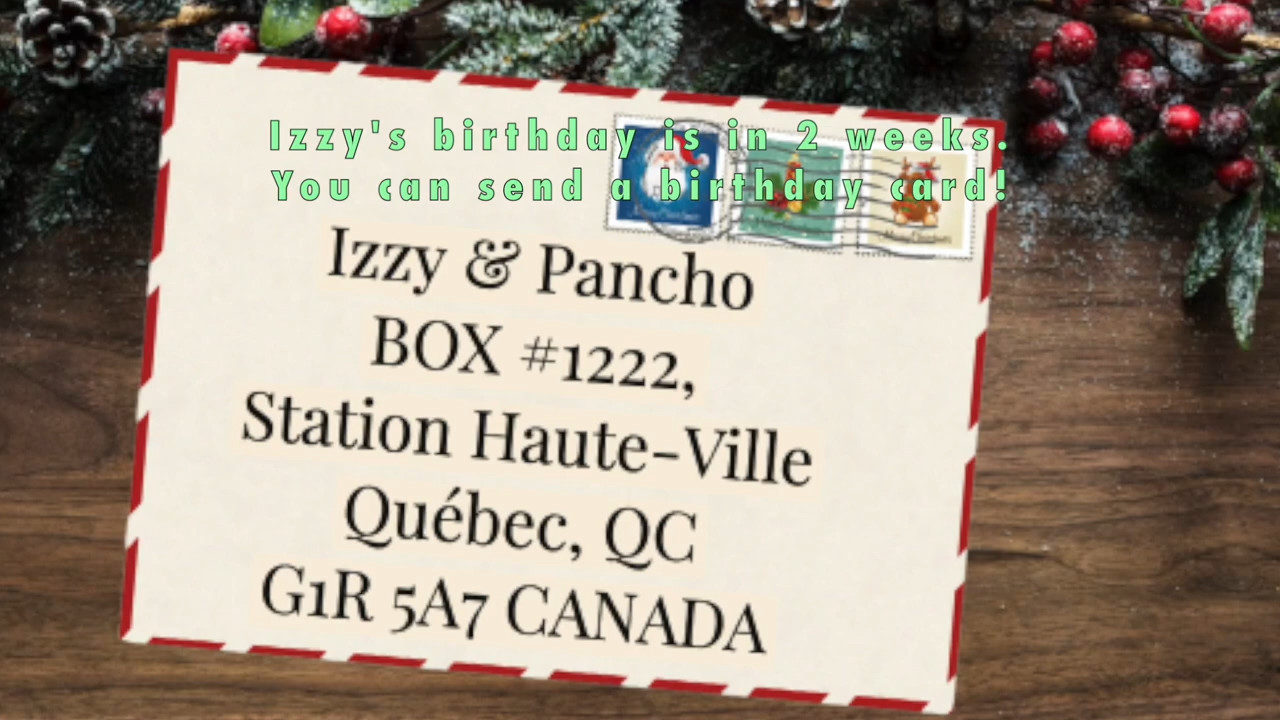 Izzy's birthday is in 2 weeks.
You can send a birthday card!
Izzy & Pancho
BOX #1222,
Station Haute-Ville
Québec, QC
G1R 5A7 CANADA